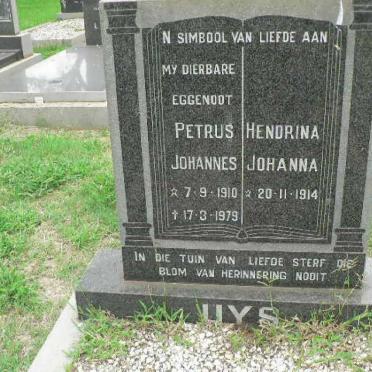 N SIMBOOL VAN LIEFDE AAN
MY DIERBARE
EGGENOOT
PETRUS
JOHANNES
☆ 7·9·1910
✝ 17·3·1979
HENDRINA
JOHANNA
☆ 20·11·1914
IN DIE TUIN VAN LIEFDE STERF DIE
BLOM VAN HERINNERING NOOIT
UYS